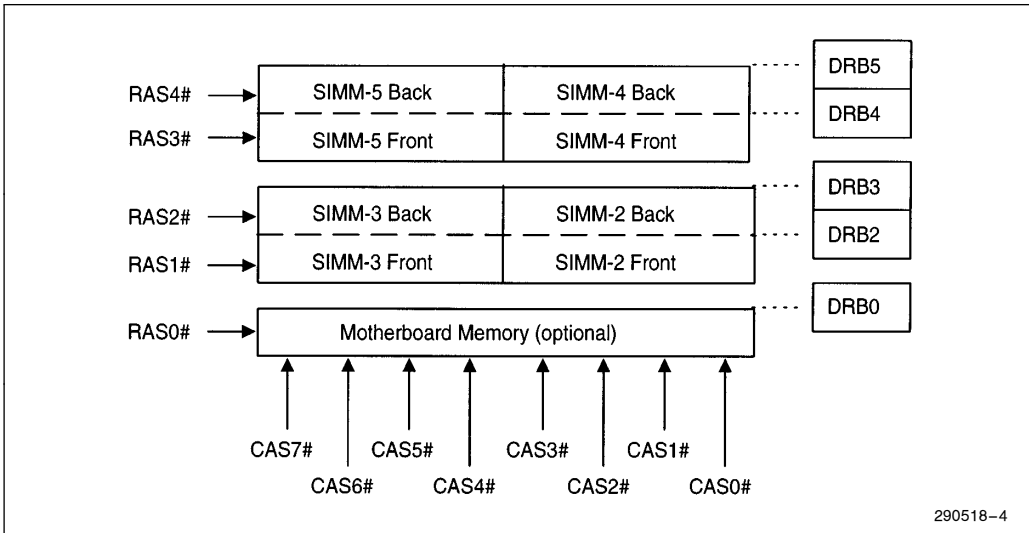 DRB5
RAS4# SIMM-5 Back SIMM-4 Back
DRB4
RAS3# SIMM-5 Front SIMM-4 Front
DRB3
RAS2# SIMM-3 Back SIMM-2 Back
DRB2
RAS1# SIMM-3 Front SIMM-2 Front
DRB0
RAS0# Motherboard Memory (optional)
CAS7# CAS5# CAS3# CAS1#
CAS6# CAS4# CAS2# CAS0#
290518–4